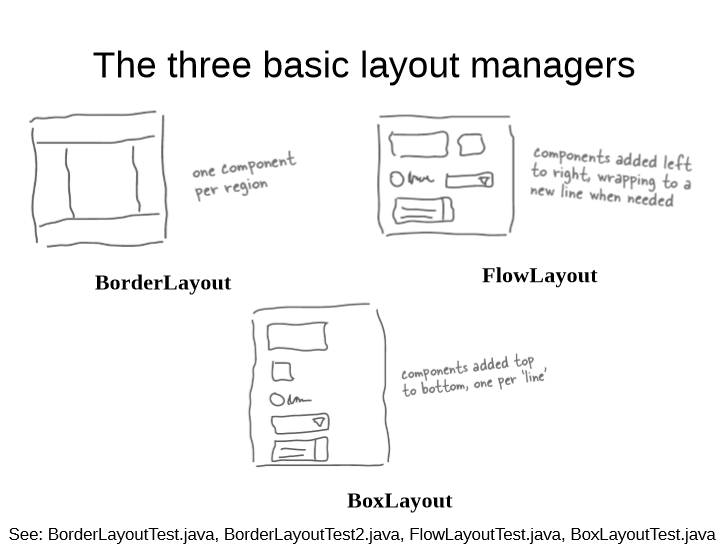 The three basic layout managers
one component
per region
components added left
to right, wrapping to a
new line when needed
BorderLayout
FlowLayout
components added top
to bottom, one per 'line'
BoxLayout
See: BorderLayoutTest.java, BorderLayoutTest2.java, FlowLayoutTest.java, BoxLayoutTest.java